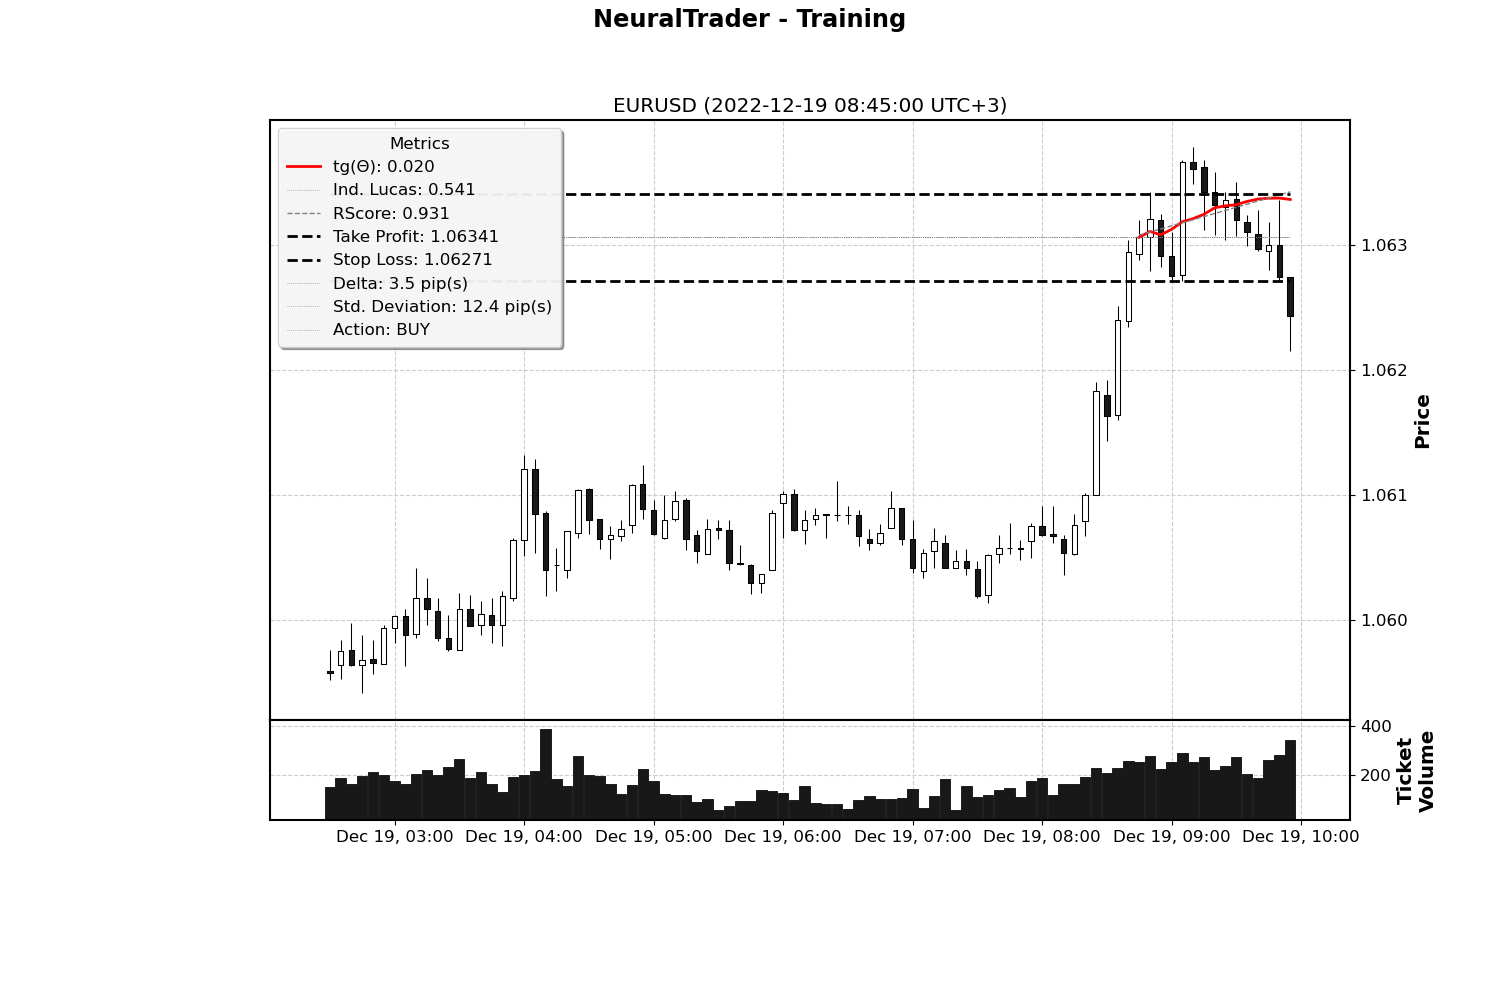 NeuralTrader - Training
EURUSD (2022-12-19 08:45:00 UTC+3)
Metrics
tg(Θ): 0.020
Ind. Lucas: 0.541
RScore: 0.931
Take Profit: 1.06341
Stop Loss: 1.06271
Delta: 3.5 pip(s)
Std. Deviation: 12.4 pip(s)
Action: BUY
1.063
1.062
1.061
1.060
Price
400
200
Ticket
Volume
Dec 19, 03:00
Dec 19, 04:00
Dec 19, 05:00
Dec 19, 06:00
Dec 19, 07:00
Dec 19, 08:00
Dec 19, 09:00
Dec 19, 10:00